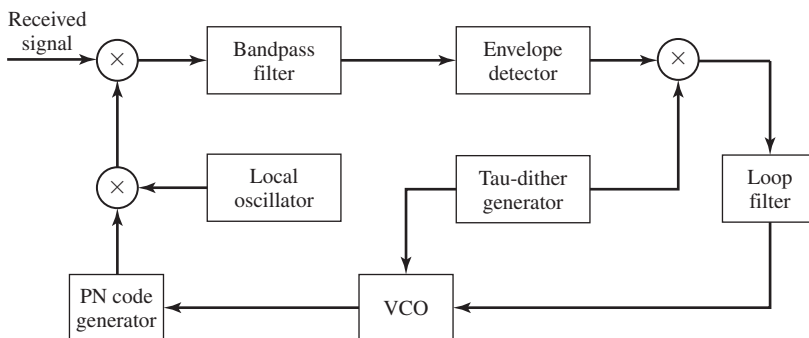 Received
signal
×
Bandpass
filter
Envelope
detector
×
×
Local
oscillator
Tau-dither
generator
Loop
filter
PN code
generator
VCO